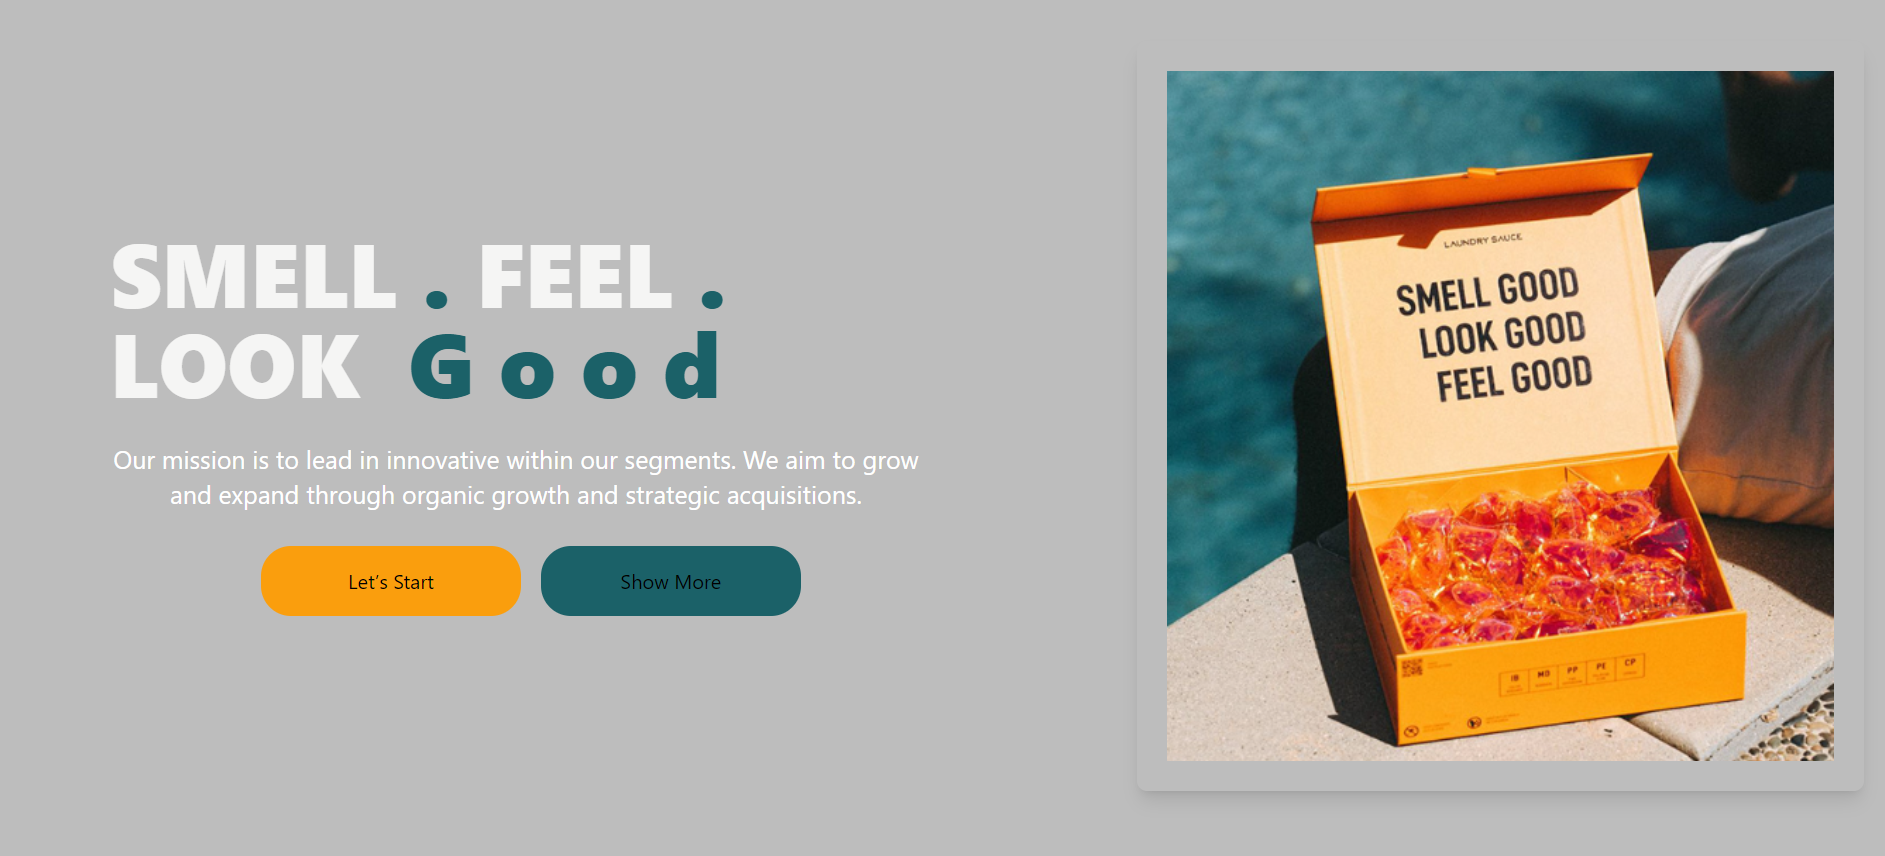 SMELL . FEEL .
LOOK Good
Our mission is to lead in innovative within our segments. We aim to grow
and expand through organic growth and strategic acquisitions.
Let's Start
Show More
LAUNDRY SAUCE
SMELL GOOD
LOOK GOOD
FEEL GOOD
IB MD PP PE CP